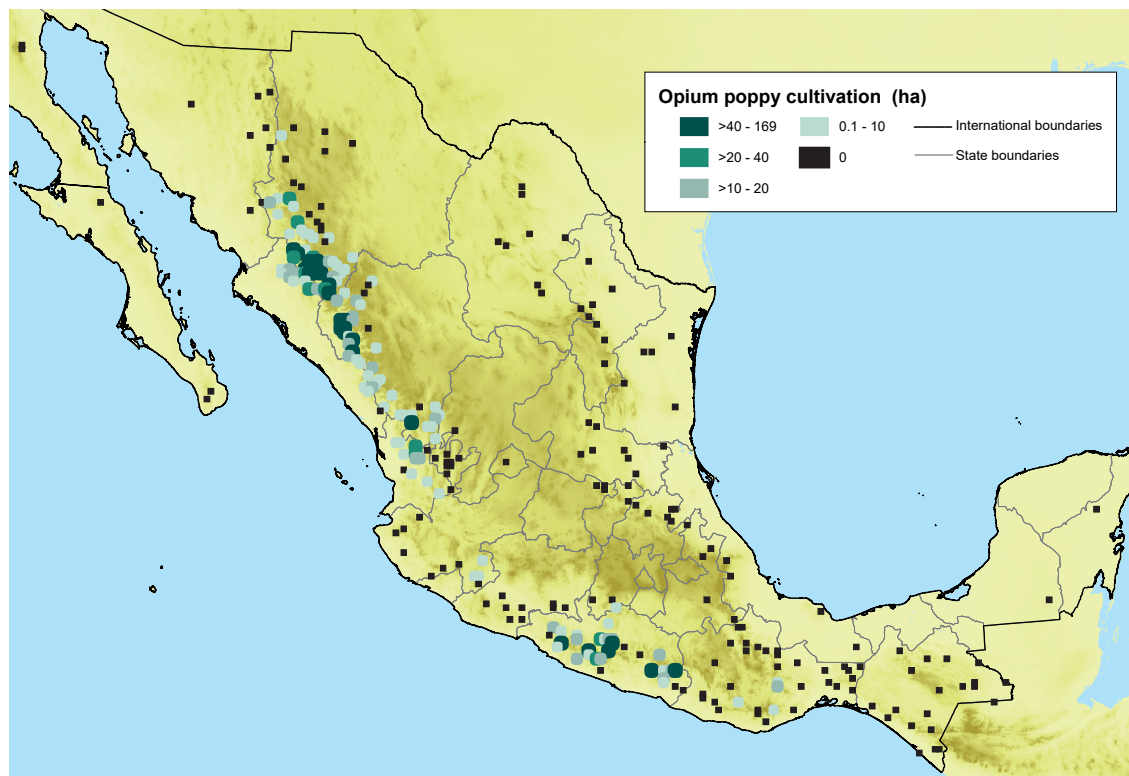 Opium poppy cultivation (ha)
>40 - 169
0.1 - 10
International boundaries
>20 - 40
0
State boundaries
>10 - 20